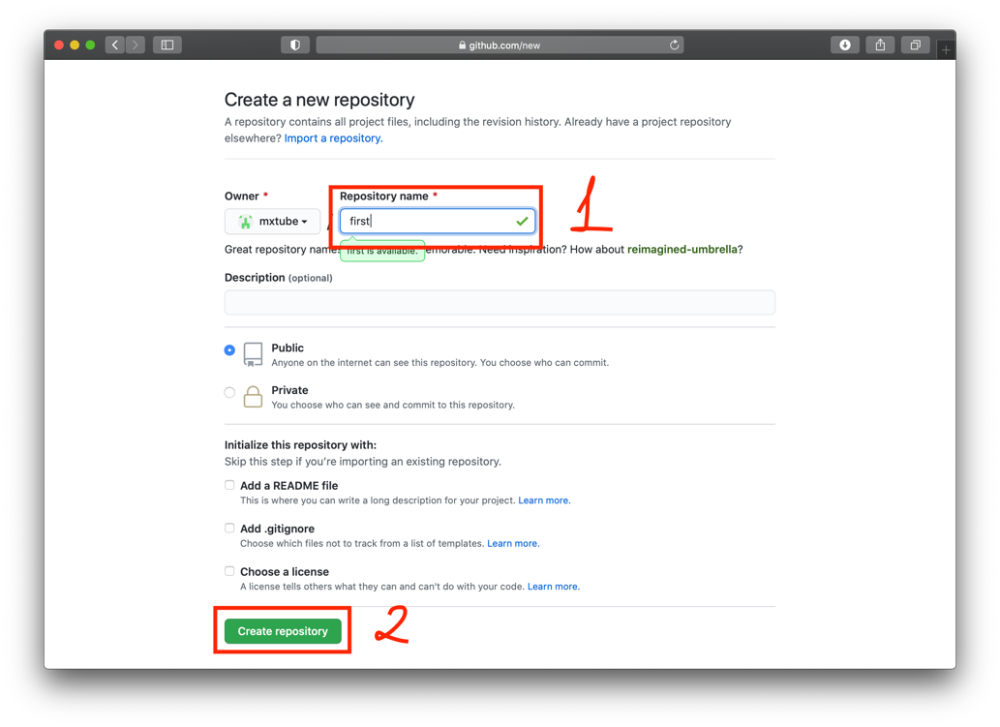 github.com/new
Create a new repository
A repository contains all project files, including the revision history. Already have a project repository
elsewhere? Import a repository.
Owner * Repository name *
mxtube / first
1
Great repository name memorable. Need inspiration? How about reimagined-umbrella?
first is available.
Description (optional)
Public
Anyone on the internet can see this repository. You choose who can commit.
Private
You choose who can see and commit to this repository.
Initialize this repository with:
Skip this step if you're importing an existing repository.
Add a README file
This is where you can write a long description for your project. Learn more.
Add .gitignore
Choose which files not to track from a list of templates. Learn more.
Choose a license
A license tells others what they can and can't do with your code. Learn more.
Create repository
2